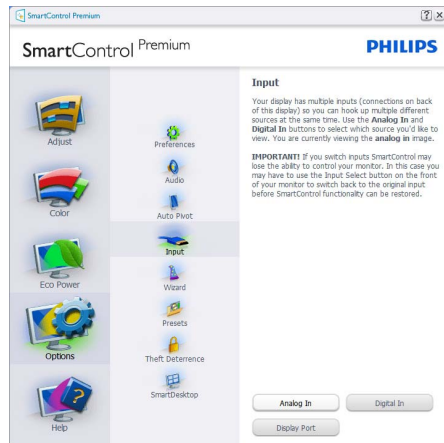 SmartControl Premium
SmartControl Premium
PHILIPS
Adjust
Color
Eco Power
Options
Help
Preferences
Audio
Auto Pivot
Input
Wizard
Presets
Theft Deterrence
SmartDesktop
Input
Your display has multiple inputs (connections on back
of this display) so you can hook up multiple different
sources at the same time. Use the Analog In and
Digital In buttons to select which source you'd like to
view. You are currently viewing the analog in image.
IMPORTANT! If you switch inputs SmartControl may
lose the ability to control your monitor. In this case you
may have to use the Input Select button on the front
of your monitor to switch back to the original input
before SmartControl functionality can be restored.
Analog In
Digital In
Display Port